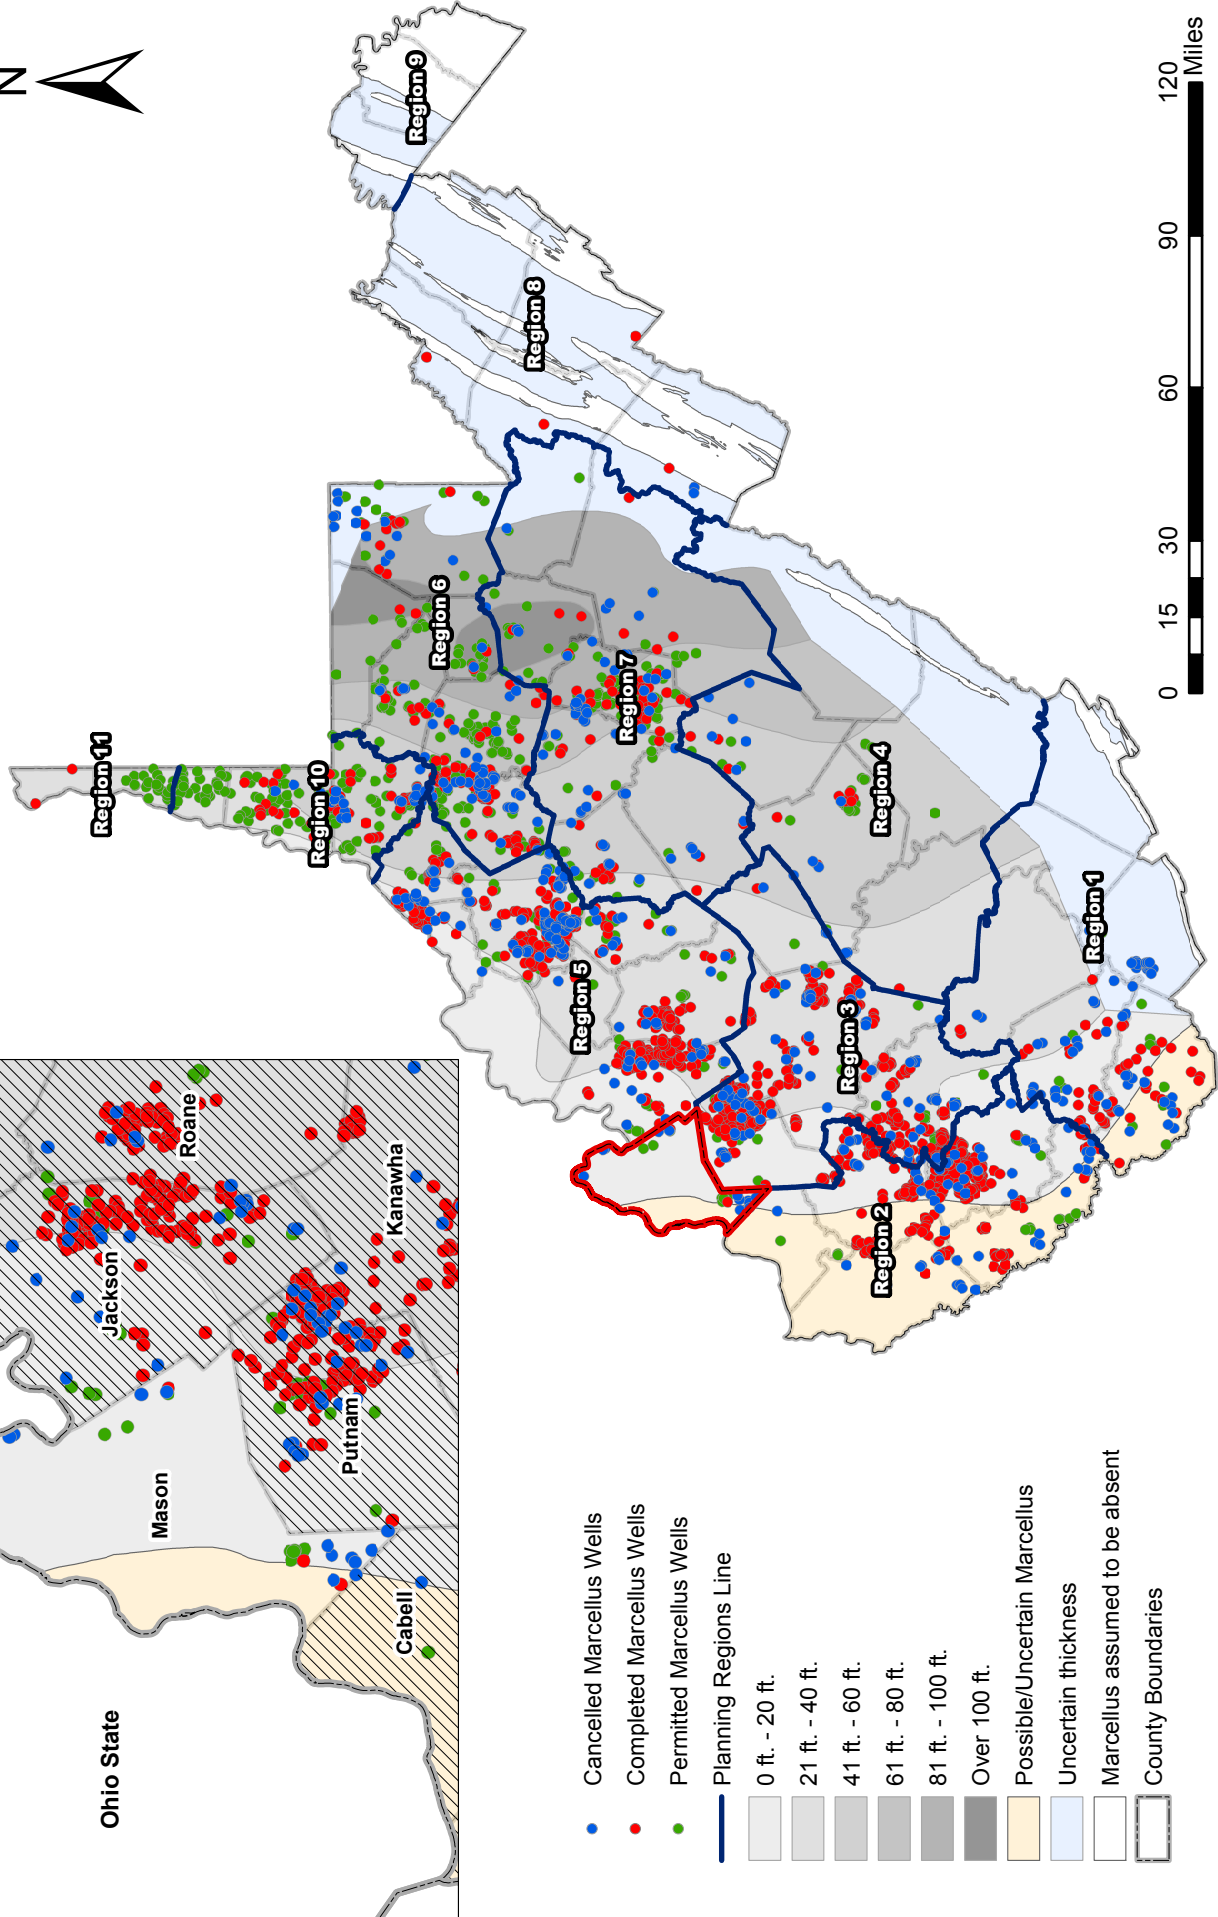 N
Region 9
Region 8
Region 6
Region 7
Region 11
Region 10
Region 4
Region 5
Region 3
Region 1
Region 2
Roane
Jackson
Kanawha
Mason
Putnam
Cabell
Ohio State
Cancelled Marcellus Wells
Completed Marcellus Wells
Permitted Marcellus Wells
Planning Regions Line
0 ft. - 20 ft.
21 ft. - 40 ft.
41 ft. - 60 ft.
61 ft. - 80 ft.
81 ft. - 100 ft.
Over 100 ft.
Possible/Uncertain Marcellus
Uncertain thickness
Marcellus assumed to be absent
County Boundaries
0 15 30 60 90 120
Miles